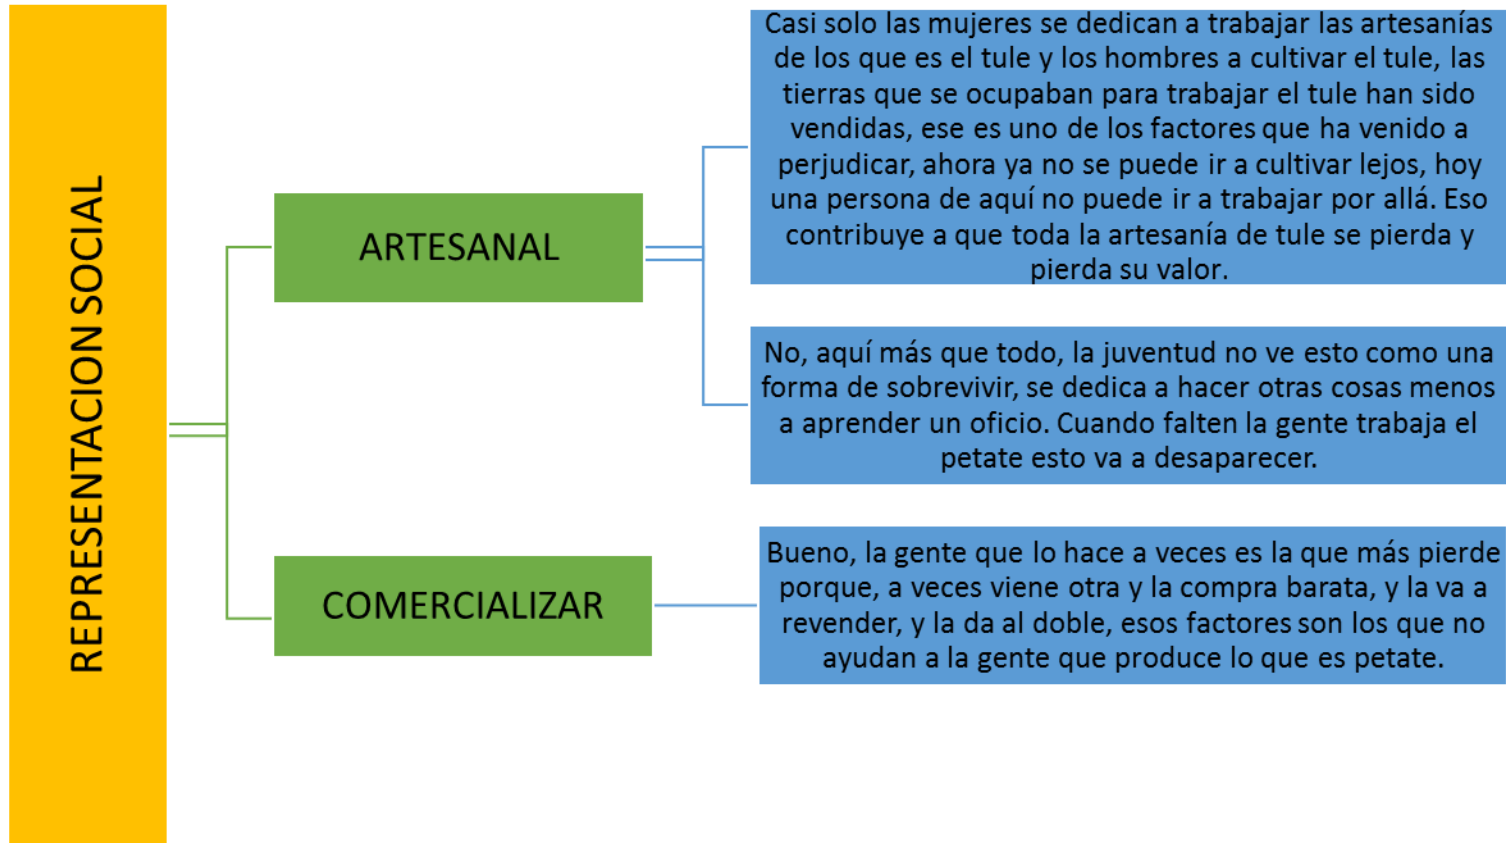 REPRESENTACION SOCIAL
ARTESANAL
Casi solo las mujeres se dedican a trabajar las artesanías
de los que es el tule y los hombres a cultivar el tule, las
tierras que se ocupaban para trabajar el tule han sido
vendidas, ese es uno de los factores que ha venido a
perjudicar, ahora ya no se puede ir a cultivar lejos, hoy
una persona de aquí no puede ir a trabajar por allá. Eso
contribuye a que toda la artesanía de tule se pierda y
pierda su valor.
No, aquí más que todo, la juventud no ve esto como una
forma de sobrevivir, se dedica a hacer otras cosas menos
a aprender un oficio. Cuando falten la gente trabaja el
petate esto va a desaparecer.
COMERCIALIZAR
Bueno, la gente que lo hace a veces es la que más pierde
porque, a veces viene otra y la compra barata, y la va a
revender, y la da al doble, esos factores son los que no
ayudan a la gente que produce lo que es petate.